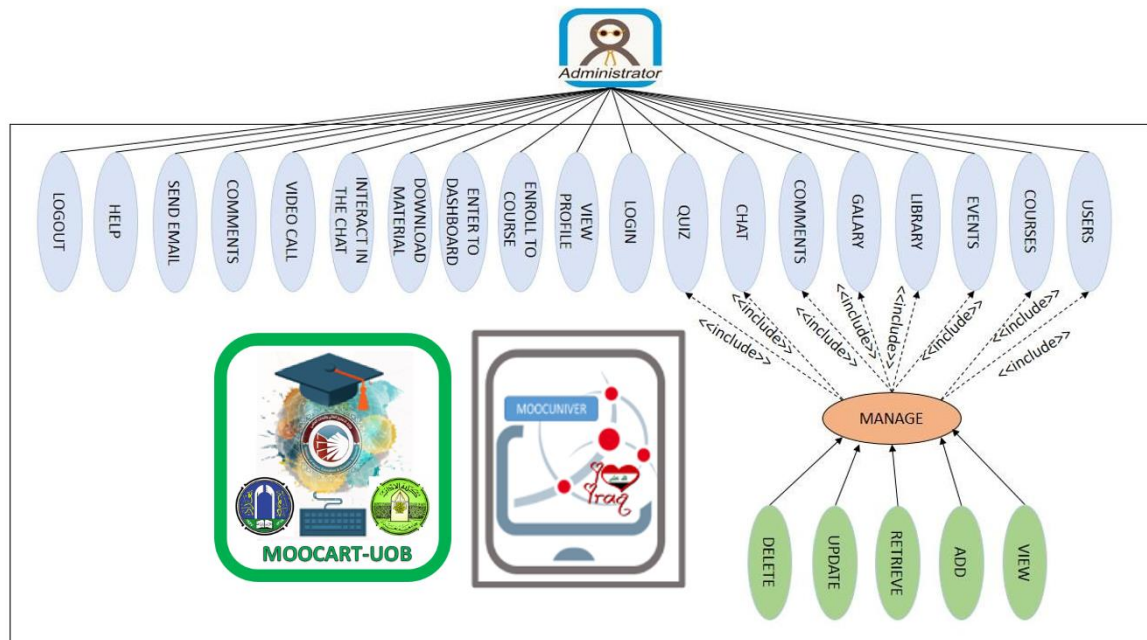 Administrator
LOGOUT
HELP
SEND EMAIL
COMMENTS
VIDEO CALL
INTERACT IN
THE CHAT
DOWNLOAD
MATERIAL
ENTER TO
DASHBOARD
ENROLL TO
COURSE
VIEW
PROFILE
LOGIN
QUIZ
CHAT
COMMENTS
GALARY
LIBRARY
EVENTS
COURSES
USERS
<<include>>
<<include>>
<<include>>
<<include>>
<<include>>
<<include>>
<<include>>
<<include>>
MANAGE
DELETE
UPDATE
RETRIEVE
ADD
VIEW
MOOCART-UOB
MOOCUNIVER
I
Iraq